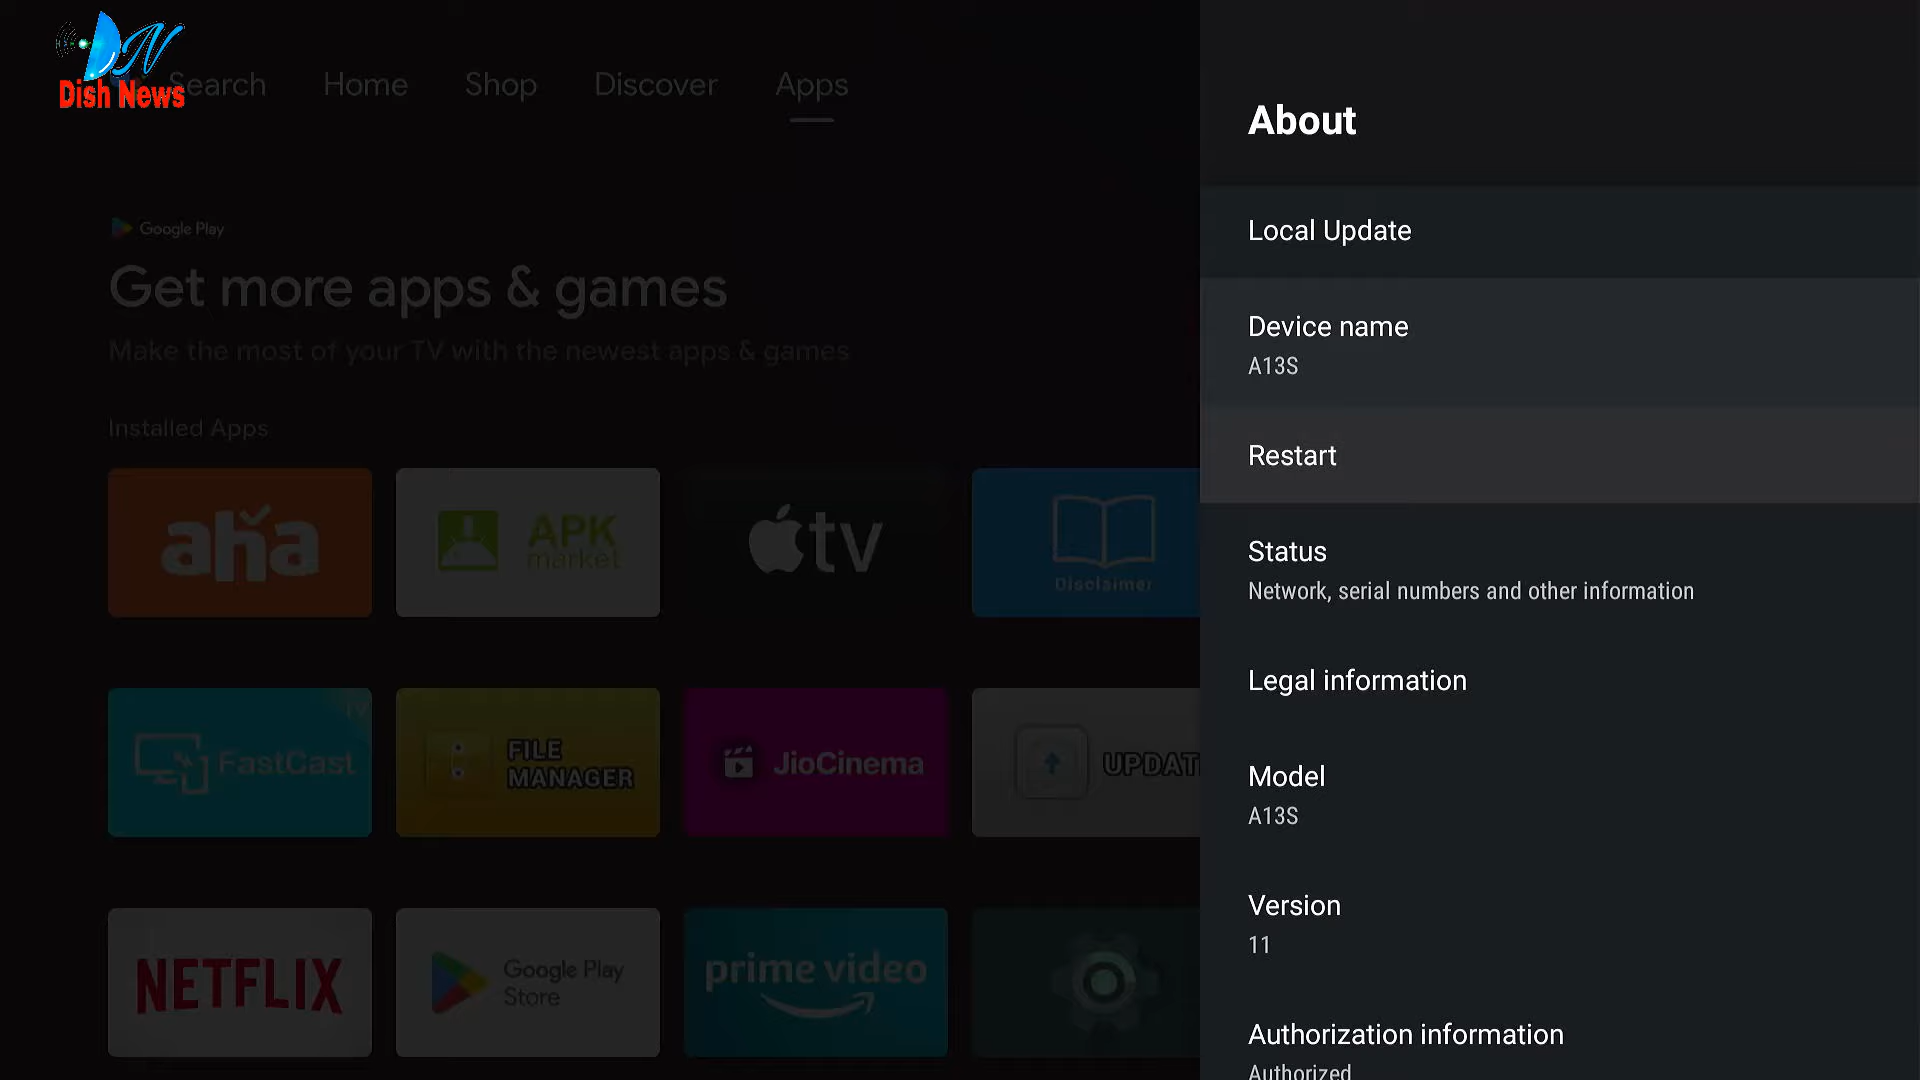 DN
Dish News
Search
Home
Shop
Discover
Apps
Google Play
Get more apps & games
Make the most of your TV with the newest apps & games
Installed Apps
aha
APK
market
tv
Disclaimer
TV
FastCast
FILE
MANAGER
JioCinema
UPDAT
NETFLIX
Google Play
Store
prime video
About
Local Update
Device name
A13S
Restart
Status
Network, serial numbers and other information
Legal information
Model
A13S
Version
11
Authorization information
Authorized